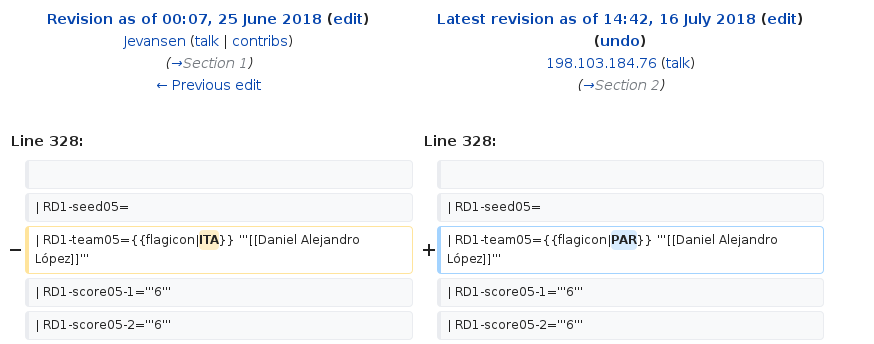 Revision as of 00:07, 25 June 2018 (edit)
Jevansen (talk | contribs)
(→Section 1)
← Previous edit
Latest revision as of 14:42, 16 July 2018 (edit)
(undo)
198.103.184.76 (talk)
(→Section 2)
Line 328:
Line 328:
| RD1-seed05=
| RD1-seed05=
− | RD1-team05={{flagicon|ITA}} '''[[Daniel Alejandro
López]]'''
+ | RD1-team05={{flagicon|PAR}} '''[[Daniel Alejandro
López]]'''
| RD1-score05-1='''6'''
| RD1-score05-1='''6'''
| RD1-score05-2='''6'''
| RD1-score05-2='''6'''